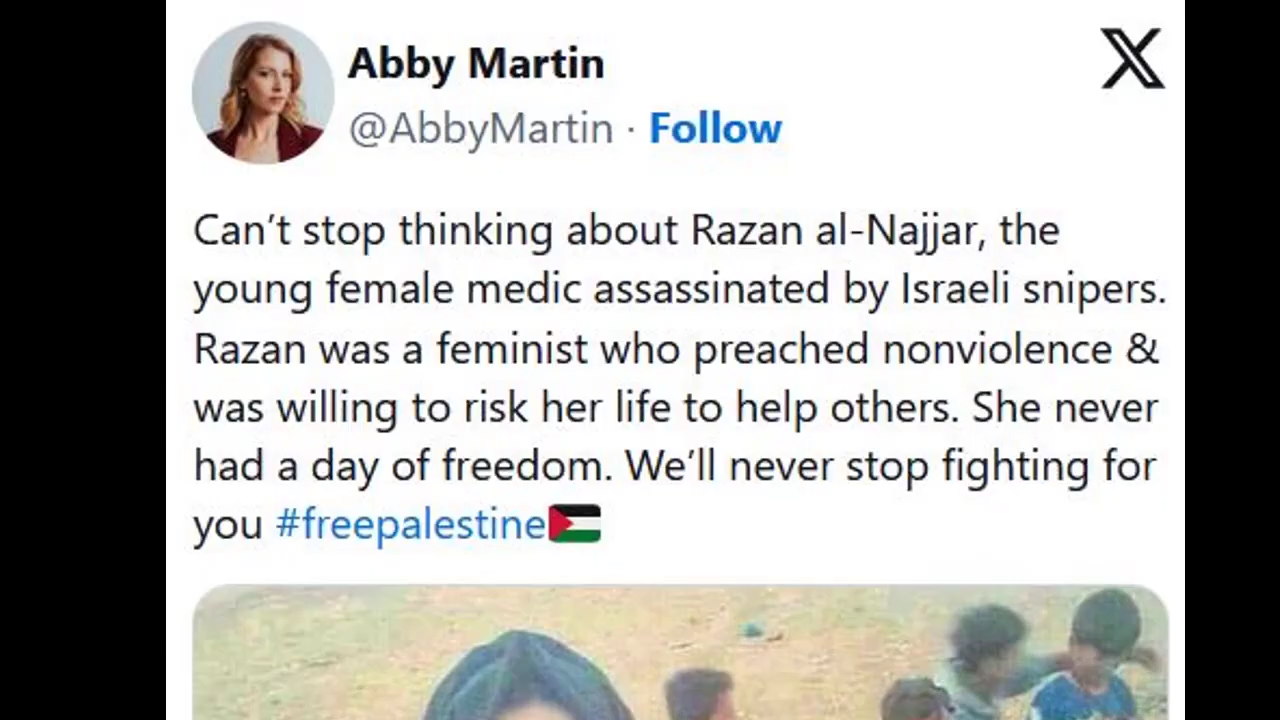 Abby Martin
@AbbyMartin · Follow
Can’t stop thinking about Razan al-Najjar, the
young female medic assassinated by Israeli snipers.
Razan was a feminist who preached nonviolence &
was willing to risk her life to help others. She never
had a day of freedom. We’ll never stop fighting for
you #freepalestine